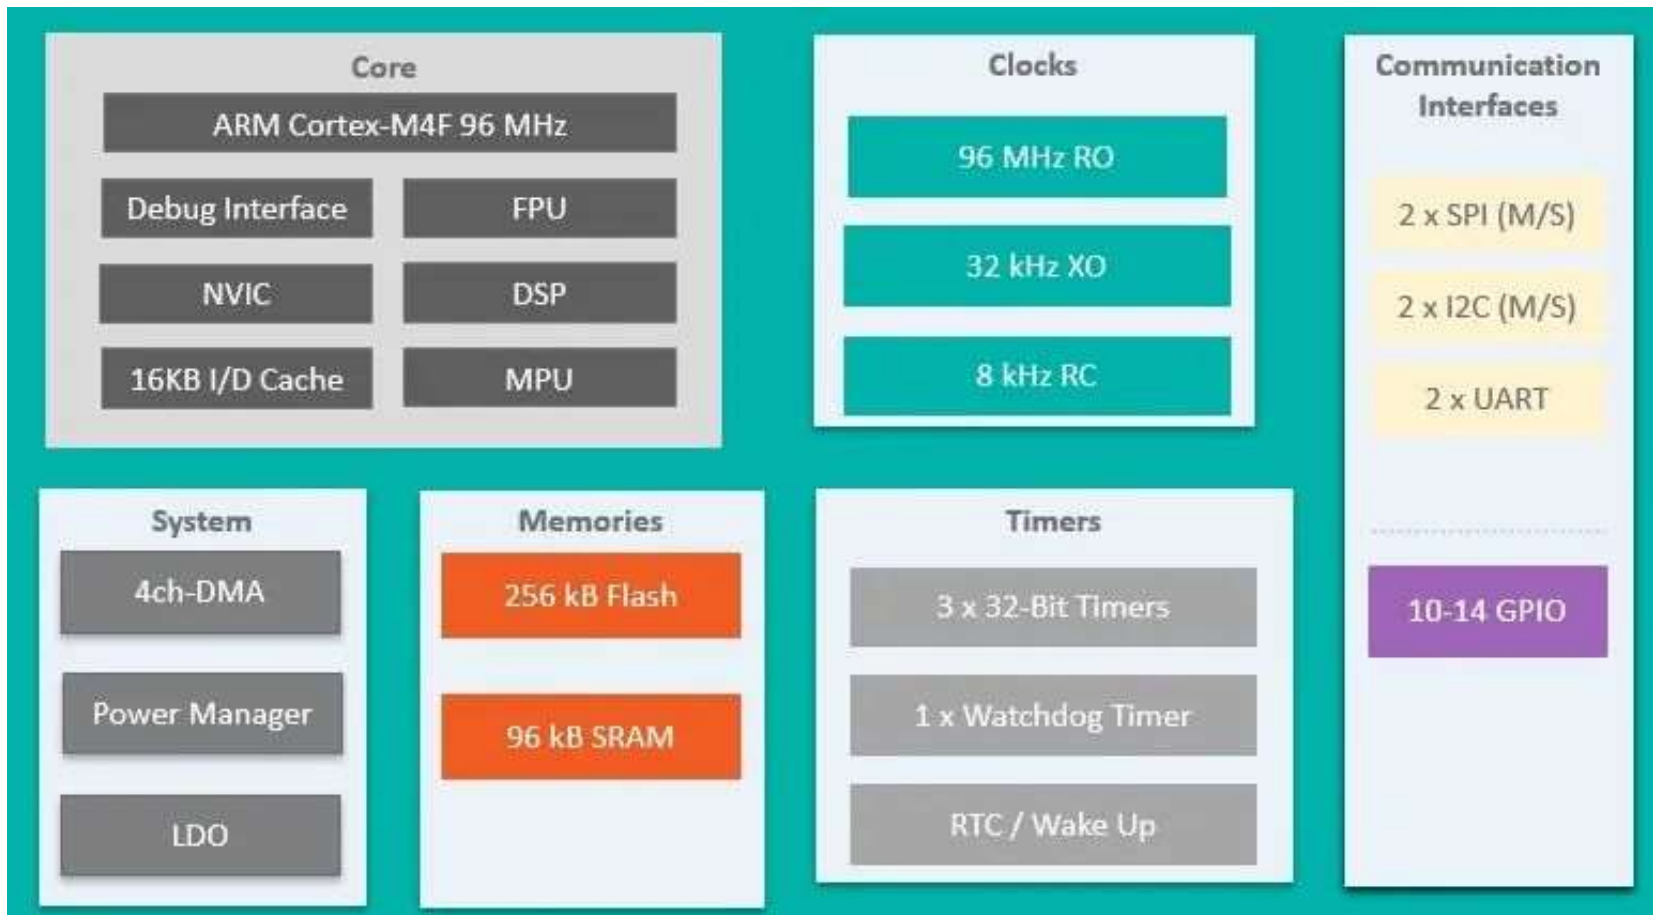 Core
ARM Cortex-M4F 96 MHz
Debug Interface
FPU
NVIC
DSP
16KB I/D Cache
MPU
Clocks
96 MHz RO
32 kHz XO
8 kHz RC
Communication
Interfaces
2 x SPI (M/S)
2 x I2C (M/S)
2 x UART
10-14 GPIO
System
4ch-DMA
Power Manager
LDO
Memories
256 kB Flash
96 kB SRAM
Timers
3 x 32-Bit Timers
1 x Watchdog Timer
RTC / Wake Up